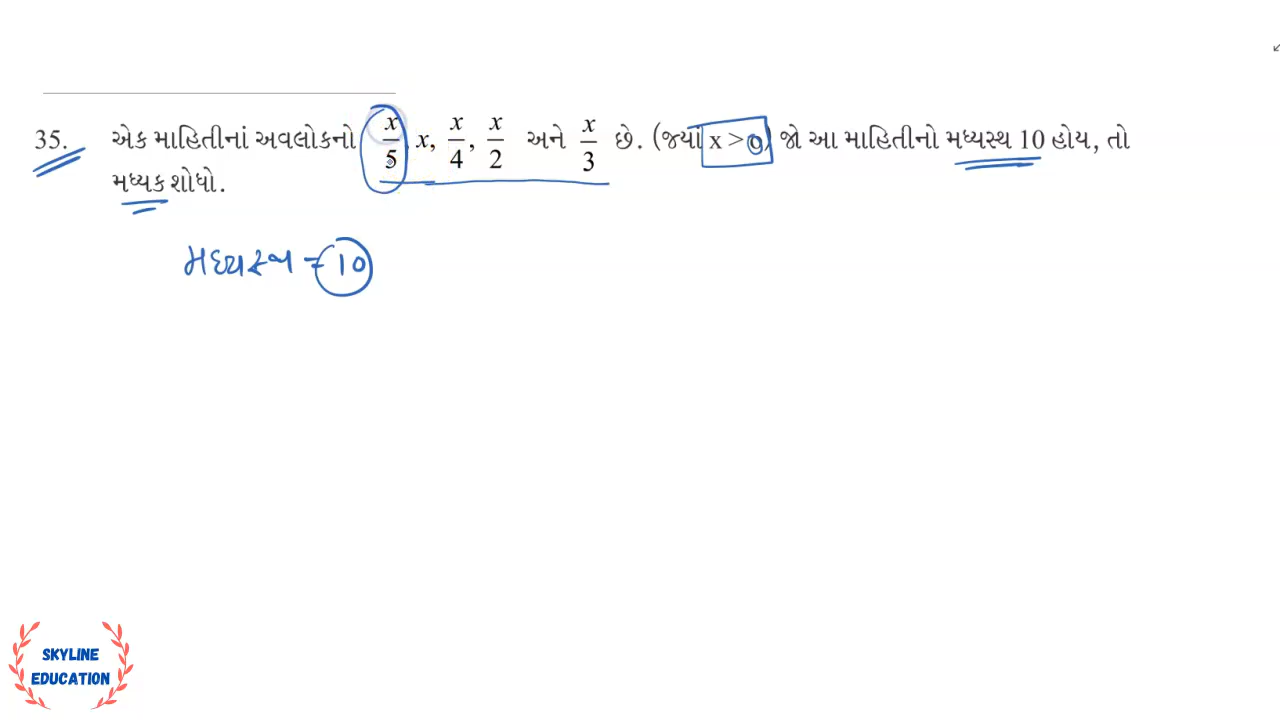 35. એક માહિતીનાં અવલોકનો x/5, x, x/4, x/2 અને x/3 છે. (જ્યાં x > 0) જો આ માહિતીનો મધ્યસ્થ 10 હોય, તો
મધ્યક શોધો.
મધ્યસ્થ = 10
SKYLINE
EDUCATION